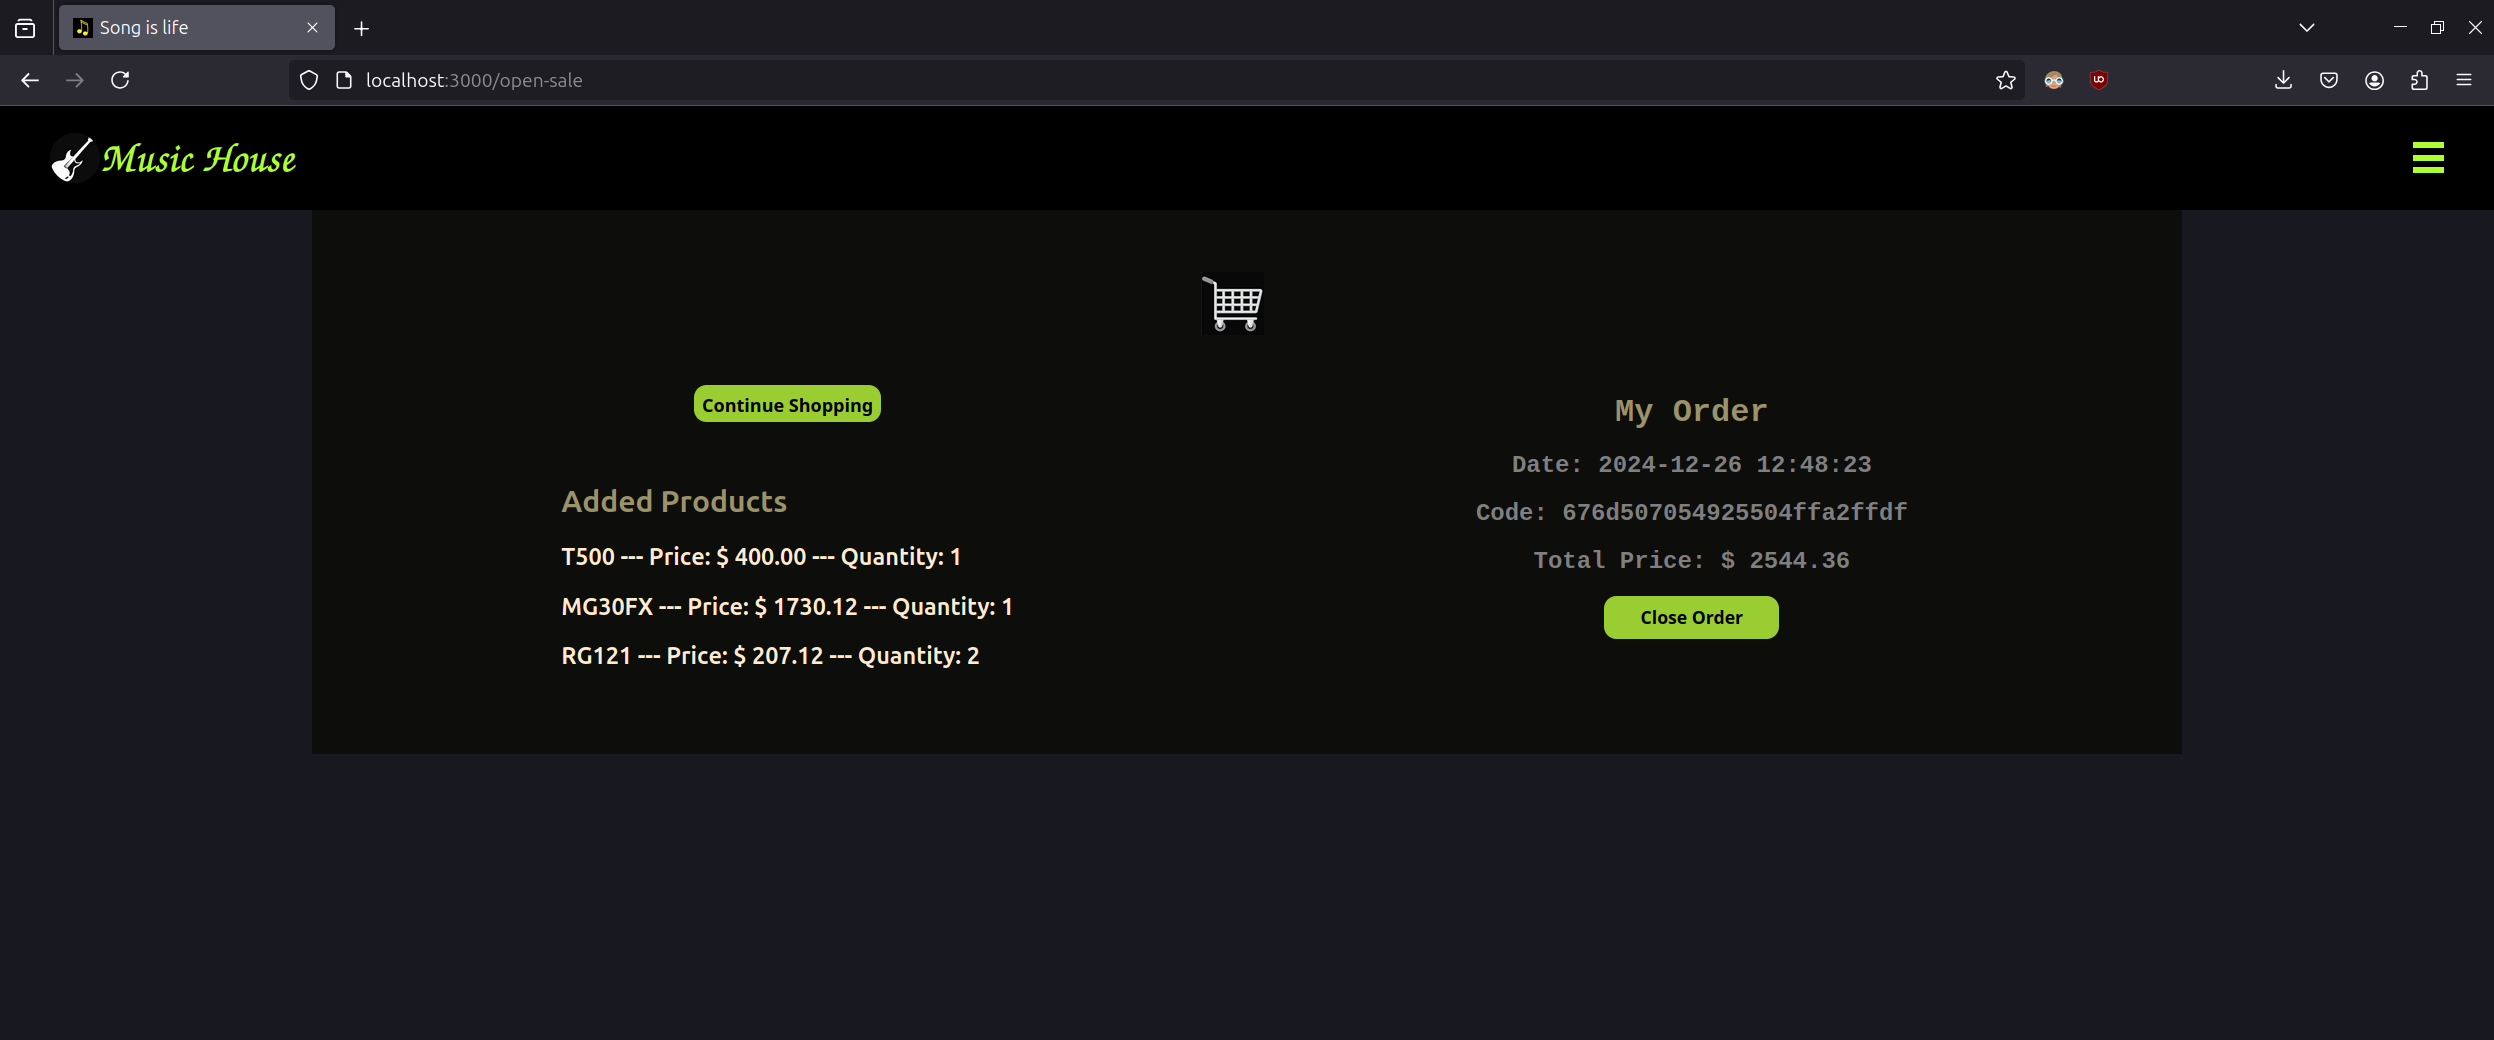 Song is life
localhost:3000/open-sale
Music House
Continue Shopping
Added Products
T500 --- Price: $ 400.00 --- Quantity: 1
MG30FX --- Price: $ 1730.12 --- Quantity: 1
RG121 --- Price: $ 207.12 --- Quantity: 2
My Order
Date: 2024-12-26 12:48:23
Code: 676d507054925504ffa2ffdf
Total Price: $ 2544.36
Close Order